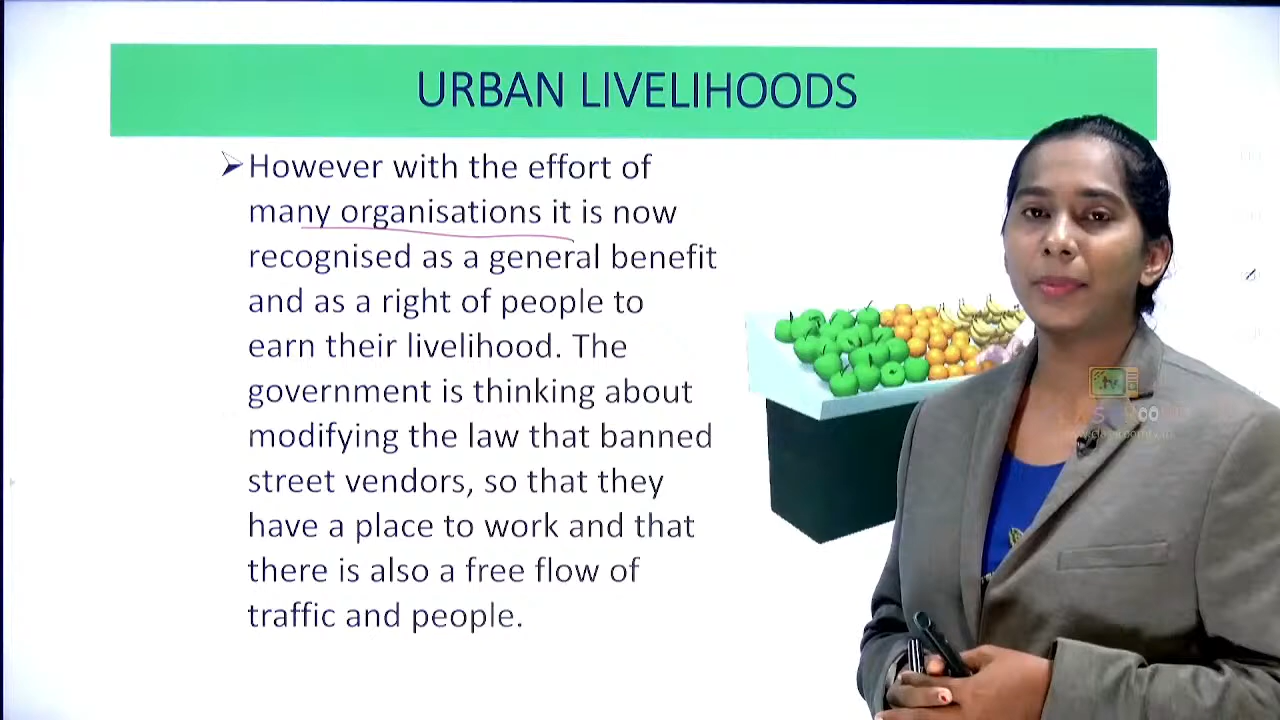 URBAN LIVELIHOODS
However with the effort of
many organisations it is now
recognised as a general benefit
and as a right of people to
earn their livelihood. The
government is thinking about
modifying the law that banned
street vendors, so that they
have a place to work and that
there is also a free flow of
traffic and people.